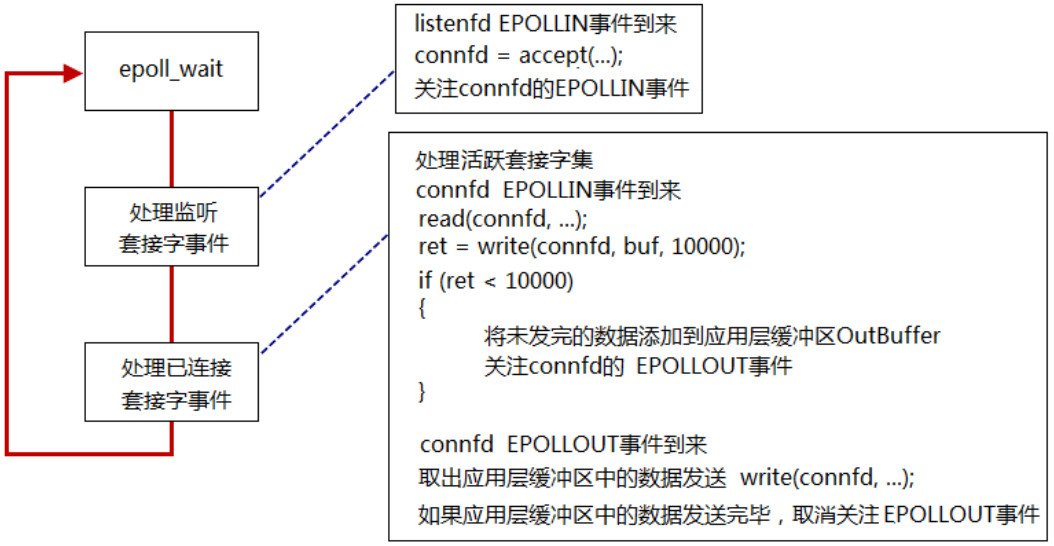 epoll_wait
处理监听
套接字事件
处理已连接
套接字事件
listenfd EPOLLIN事件到来
connfd = accept(...);
关注connfd的EPOLLIN事件
处理活跃套接字集
connfd EPOLLIN事件到来
read(connfd, ...);
ret = write(connfd, buf, 10000);
if (ret < 10000)
{
将未发完的数据添加到应用层缓冲区OutBuffer
关注connfd的 EPOLLOUT事件
}
connfd EPOLLOUT事件到来
取出应用层缓冲区中的数据发送 write(connfd, ...);
如果应用层缓冲区中的数据发送完毕，取消关注EPOLLOUT事件